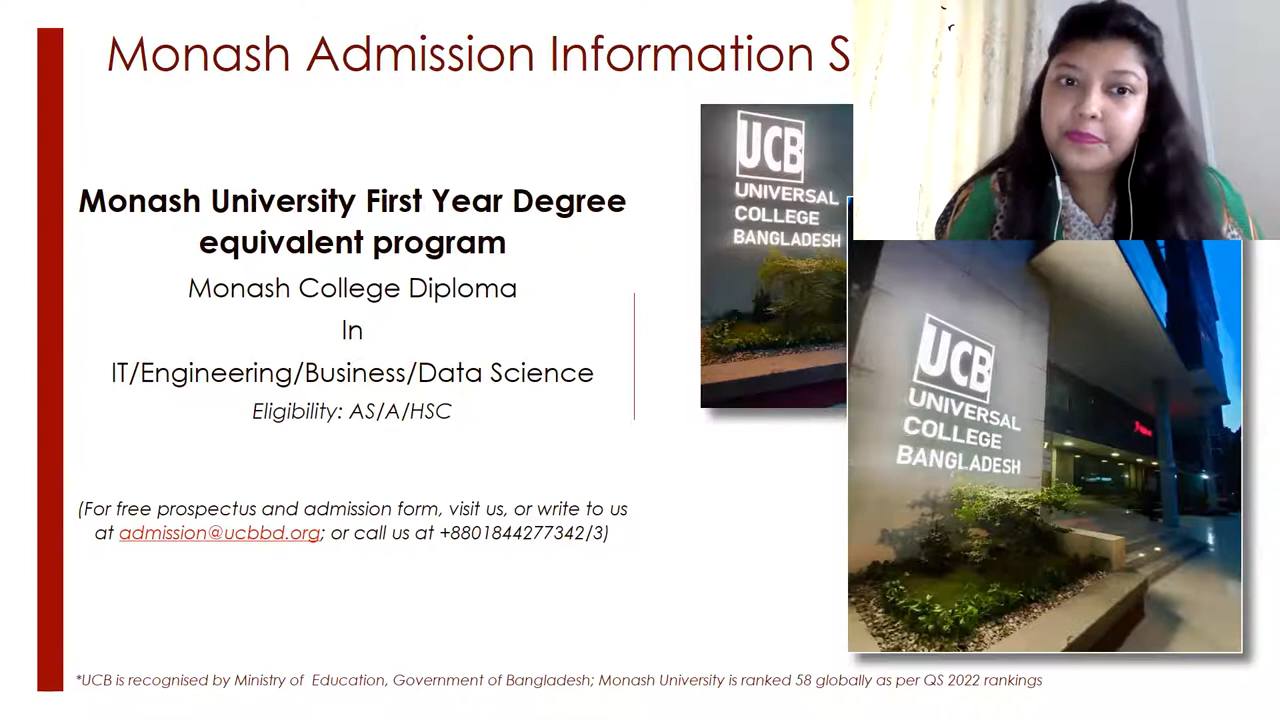 Monash Admission Information S
Monash University First Year Degree
equivalent program
Monash College Diploma
In
IT/Engineering/Business/Data Science
Eligibility: AS/A/HSC
(For free prospectus and admission form, visit us, or write to us
at admission@ucbbd.org; or call us at +8801844277342/3)
UCB
UNIVERSAL
COLLEGE
BANGLADESH
UCB
UNIVERSAL
COLLEGE
BANGLADESH
*UCB is recognised by Ministry of  Education, Government of Bangladesh; Monash University is ranked 58 globally as per QS 2022 rankings